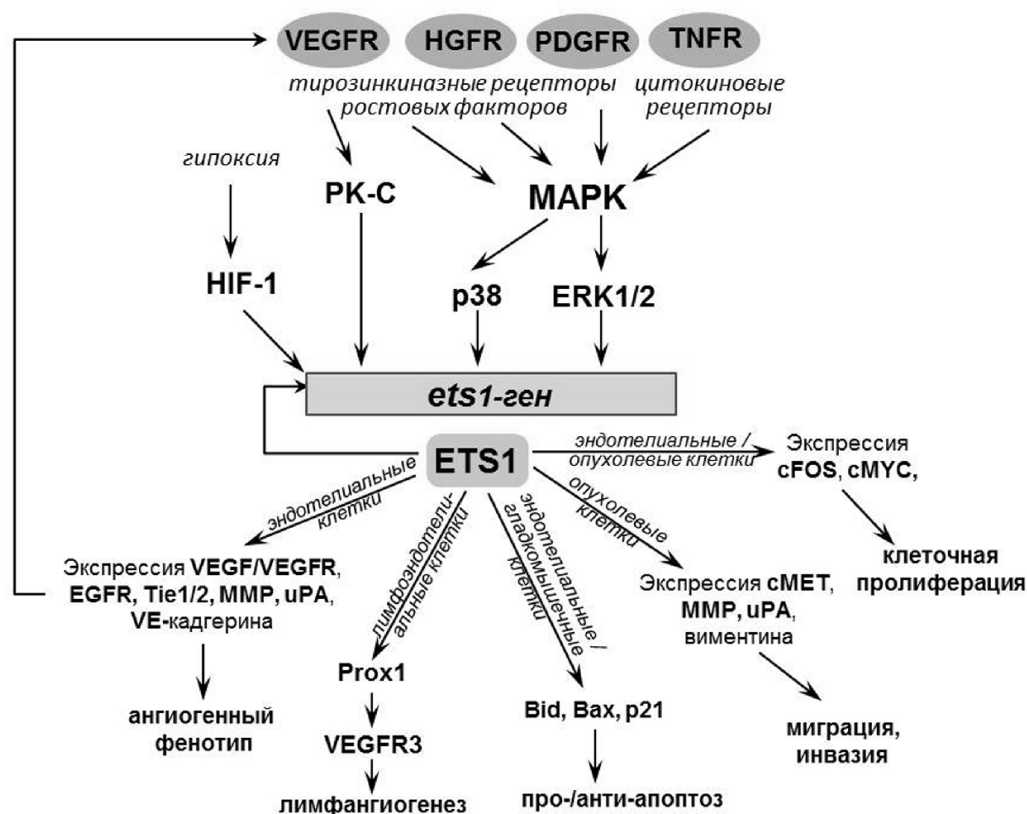 VEGFR HGFR PDGFR TNFR
тирозинкиназные рецепторы
ростовых факторов
цитокиновые
рецепторы
гипоксия
PK-C
MAPK
HIF-1
p38
ERK1/2
ets1-ген
ETS1
эндотелиальные /
опухолевые клетки
Экспрессия
cFOS, cMYC,
клеточная
пролиферация
эндотелиальные
клетки
Экспрессия VEGF/VEGFR,
EGFR, Tie1/2, MMP, uPA,
VE-кадгерина
ангиогенный
фенотип
лимфоэндотели-
альные клетки
Prox1
VEGFR3
лимфангиогенез
эндотелиальные /
гладкомышечные
клетки
Bid, Bax, p21
про-/анти-апоптоз
опухолевые
клетки
Экспрессия cMET,
MMP, uPA,
виментина
миграция,
инвазия